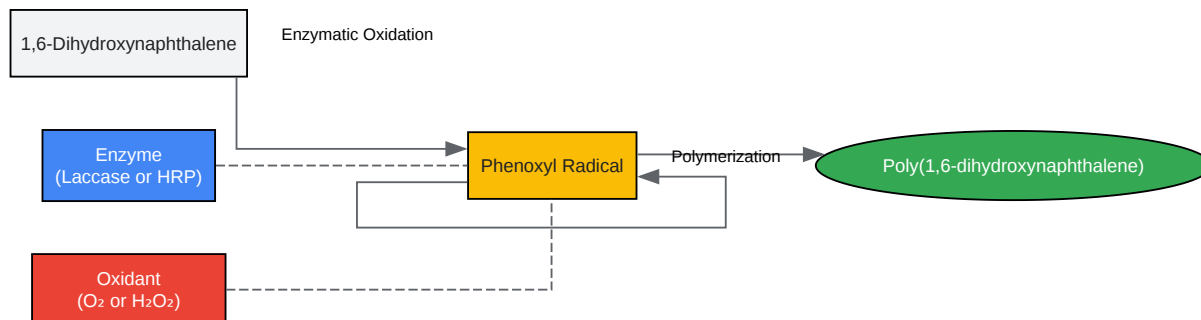 1,6-Dihydroxynaphthalene
Enzymatic Oxidation
Enzyme
(Laccase or HRP)
Phenoxyl Radical
Polymerization
Poly(1,6-dihydroxynaphthalene)
Oxidant
(O₂ or H₂O₂)